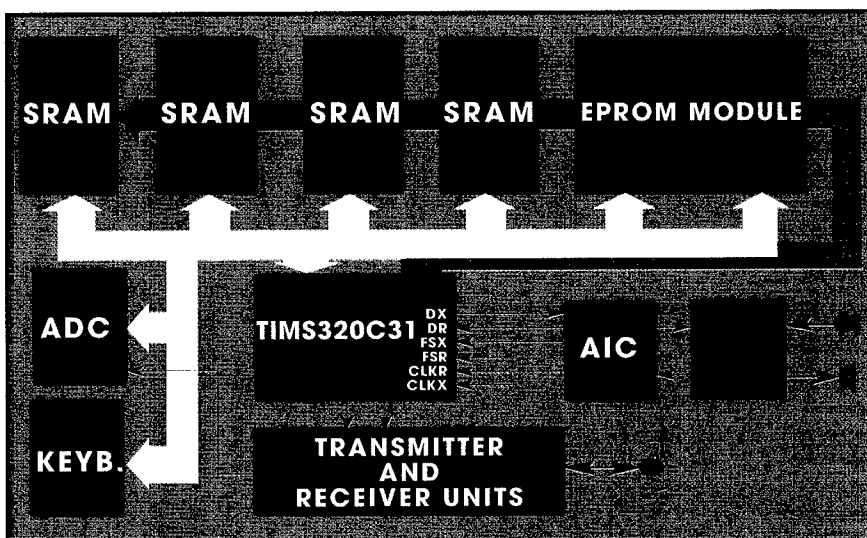 SRAM SRAM SRAM SRAM EPROM MODULE
ADC
TIMS320C31
DX
DR
FSX
FSR
CLKR
CLKX
AIC
KEYB.
TRANSMITTER
AND
RECEIVER UNITS